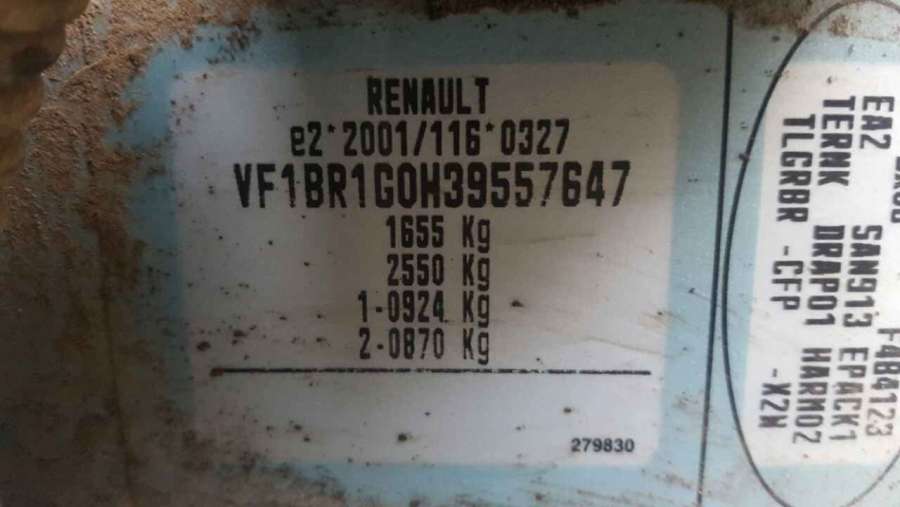 RENAULT
e2*2001/116*0327
VF1BR1G0H39557647
1655 Kg
2550 Kg
1-0924 Kg
2-0870 Kg
279830
F4B4123
EA2 SAN913 EPACK1
TERNK DRAP01 HARM02
TLGRBR -CFP -X2N